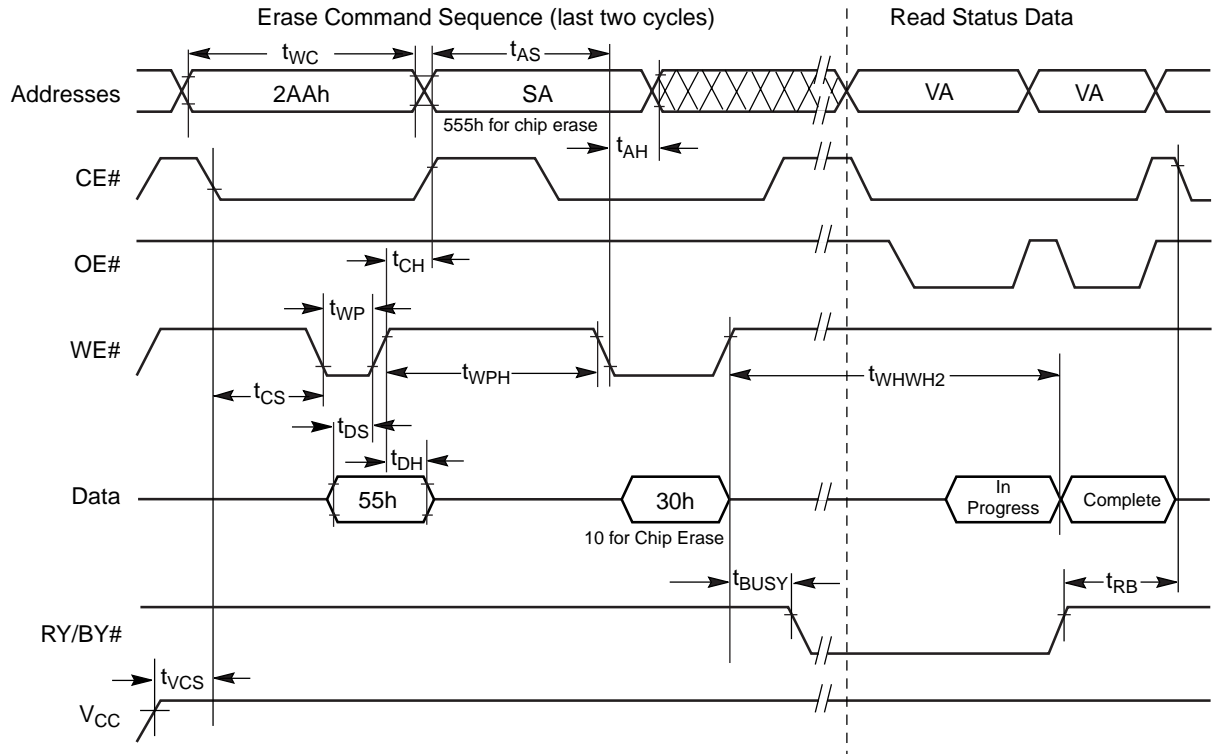 Erase Command Sequence (last two cycles)
Read Status Data
tWC
tAS
Addresses
2AAh
SA
VA
VA
555h for chip erase
tAH
CE#
OE#
tCH
tWP
WE#
tWPH
tWHWH2
tCS
tDS
tDH
Data
55h
30h
In
Progress
Complete
10 for Chip Erase
tBUSY
tRB
RY/BY#
tVCS
VCC